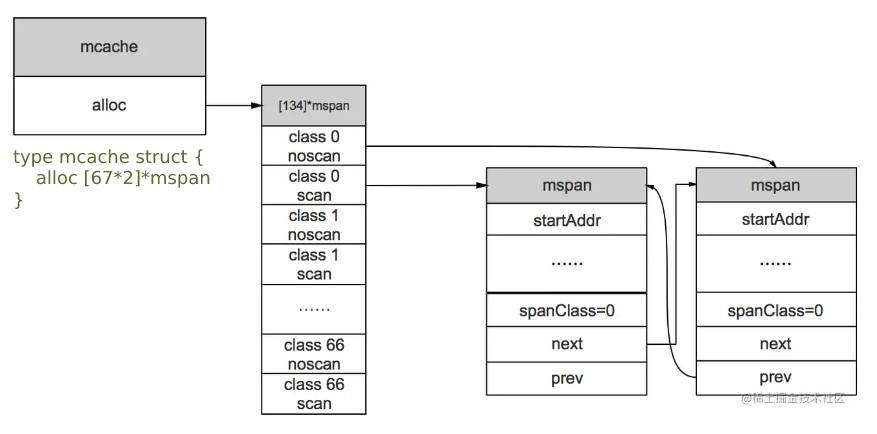 mcache
alloc
type mcache struct {
alloc [67*2]*mspan
}
[134]*mspan
class 0
noscan
class 0
scan
class 1
noscan
class 1
scan
......
class 66
noscan
class 66
scan
mspan
startAddr
......
spanClass=0
next
prev
mspan
startAddr
......
spanClass=0
next
prev
@稀土掘金技术社区